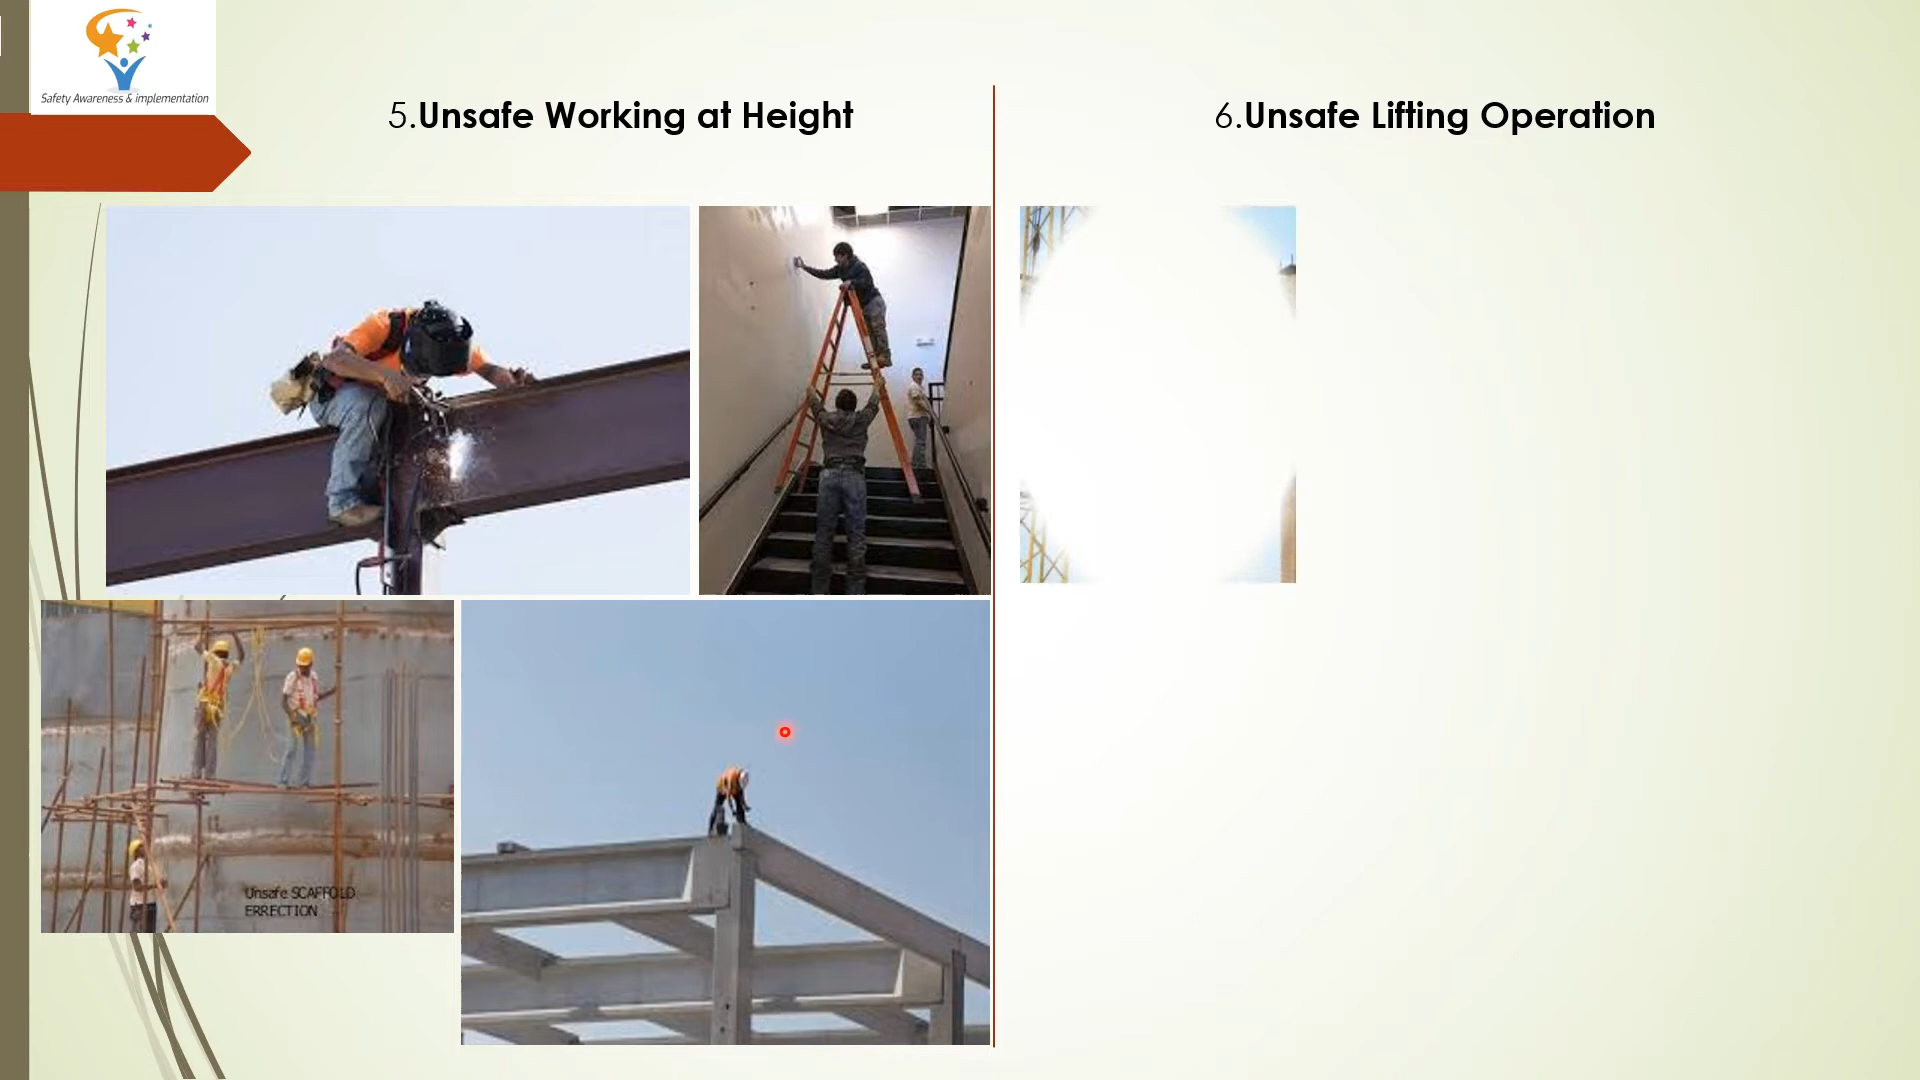 Safety Awareness & implementation
5.Unsafe Working at Height
6.Unsafe Lifting Operation
Unsafe SCAFFOLD
ERRECTION